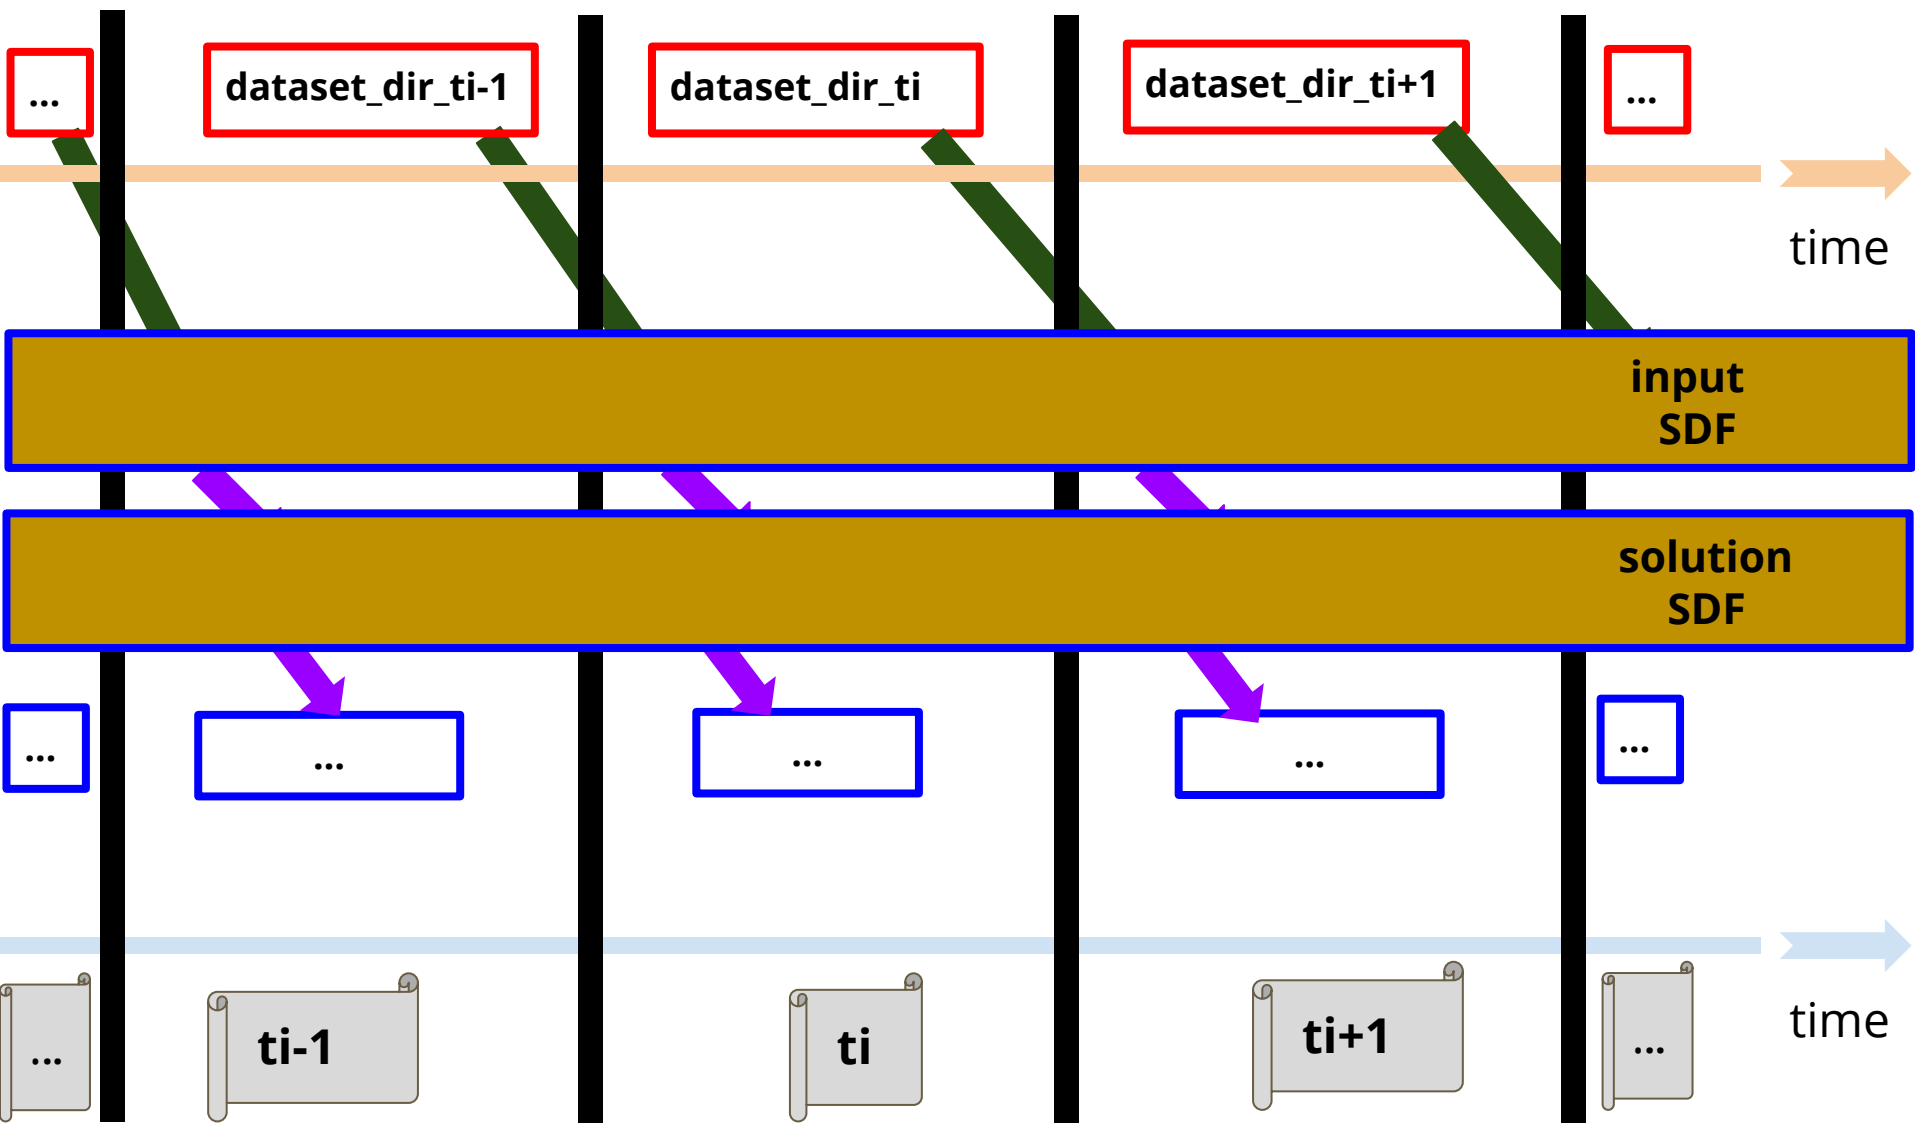 ...
dataset_dir_ti-1
dataset_dir_ti
dataset_dir_ti+1
...
time
input
SDF
solution
SDF
...
...
...
...
...
...
ti-1
ti
ti+1
...
time